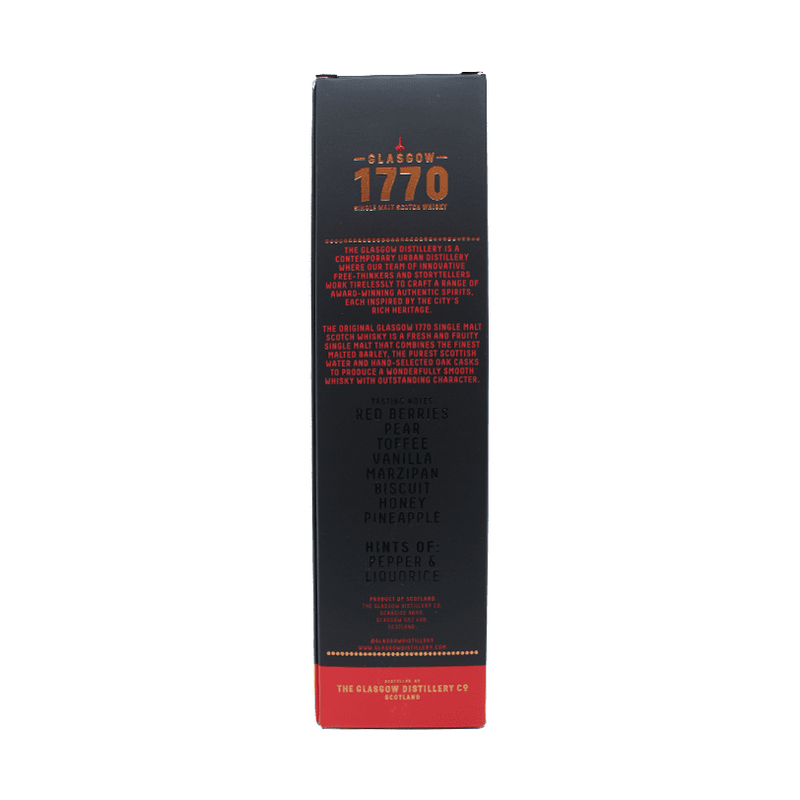 GLASGOW
1770
SINGLE MALT SCOTCH WHISKY
THE GLASGOW DISTILLERY IS A
CONTEMPORARY URBAN DISTILLERY
WHERE OUR TEAM OF INNOVATIVE
FREE-THINKERS AND STORYTELLERS
WORK TIRELESSLY TO CRAFT A RANGE OF
AWARD-WINNING AUTHENTIC SPIRITS,
EACH INSPIRED BY THE CITY'S
RICH HERITAGE.
THE ORIGINAL GLASGOW 1770 SINGLE MALT
SCOTCH WHISKY IS A FRESH AND FRUITY
SINGLE MALT THAT COMBINES THE FINEST
MALTED BARLEY, THE PUREST SCOTTISH
WATER AND HAND-SELECTED OAK CASKS
TO PRODUCE A WONDERFULLY SMOOTH
WHISKY WITH OUTSTANDING CHARACTER.
TASTING NOTES
RED BERRIES
PEAR
TOFFEE
VANILLA
MARZIPAN
BISCUIT
HONEY
PINEAPPLE
HINTS OF:
PEPPER &
LIQUORICE
PRODUCT OF SCOTLAND
THE GLASGOW DISTILLERY CO.
GLASGOW
SCOTLAND
@GLASGOWDISTILLERY
WWW.GLASGOWDISTILLERY.COM
DISTILLED BY
THE GLASGOW DISTILLERY CO
SCOTLAND